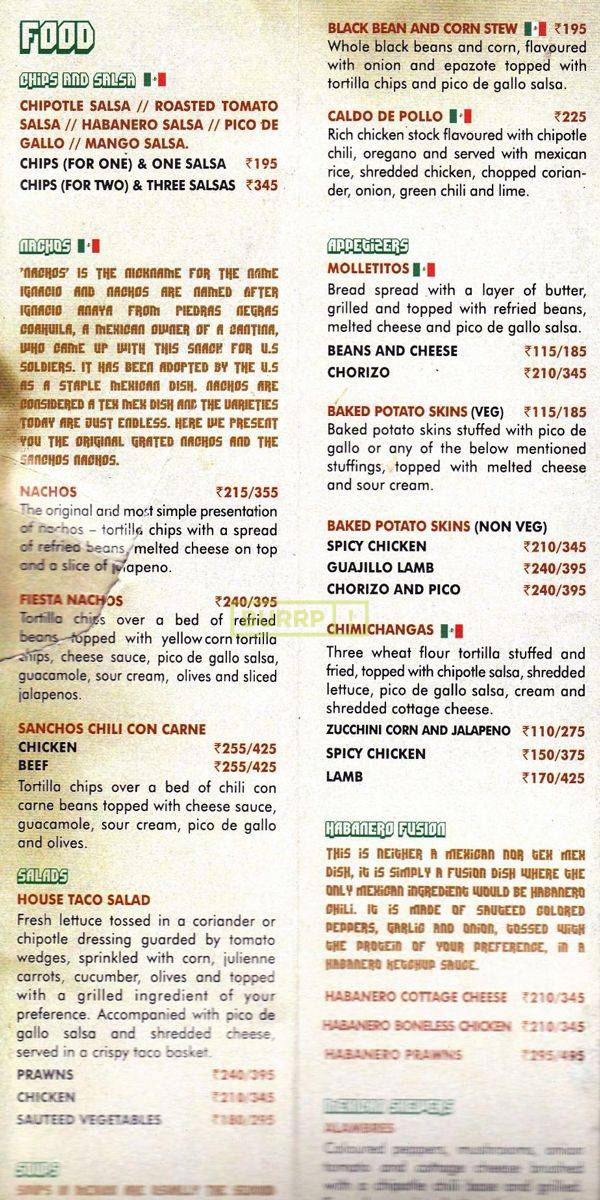 FOOD
CHIPS AND SALSA
CHIPOTLE SALSA // ROASTED TOMATO
SALSA // HABANERO SALSA // PICO DE
GALLO // MANGO SALSA.
CHIPS (FOR ONE) & ONE SALSA ₹195
CHIPS (FOR TWO) & THREE SALSAS ₹345
NACHOS
'NACHOS' IS THE NICKNAME FOR THE NAME
IGNACIO AND NACHOS ARE NAMED AFTER
IGNACIO ANAYA FROM PIEDRAS NEGRAS
COAHUILA, A MEXICAN OWNER OF A CANTINA,
WHO CAME UP WITH THIS SNACK FOR U.S
SOLDIERS. IT HAS BEEN ADOPTED BY THE U.S
AS A STAPLE MEXICAN DISH. NACHOS ARE
CONSIDERED A TEX MEX DISH AND THE VARIETIES
TODAY ARE JUST ENDLESS. HERE WE PRESENT
YOU THE ORIGINAL GRATED NACHOS AND THE
SANCHOS NACHOS.
NACHOS ₹215/355
The original and most simple presentation
of nachos – tortilla chips with a spread
of refried beans, melted cheese on top
and a slice of jalapeno.
FIESTA NACHOS ₹240/395
Tortilla chips over a bed of refried
beans topped with yellow corn tortilla
chips, cheese sauce, pico de gallo salsa,
guacamole, sour cream, olives and sliced
jalapenos.
SANCHOS CHILI CON CARNE
CHICKEN ₹255/425
BEEF ₹255/425
Tortilla chips over a bed of chili con
carne beans topped with cheese sauce,
guacamole, sour cream, pico de gallo
and olives.
SALADS
HOUSE TACO SALAD
Fresh lettuce tossed in a coriander or
chipotle dressing guarded by tomato
wedges, sprinkled with corn, julienne
carrots, cucumber, olives and topped
with a grilled ingredient of your
preference. Accompanied with pico de
gallo salsa and shredded cheese,
served in a crispy taco basket.
PRAWNS ₹240/395
CHICKEN ₹210/345
SAUTEED VEGETABLES ₹180/295
SOUPS
BLACK BEAN AND CORN STEW ₹195
Whole black beans and corn, flavoured
with onion and epazote topped with
tortilla chips and pico de gallo salsa.
CALDO DE POLLO ₹225
Rich chicken stock flavoured with chipotle
chili, oregano and served with mexican
rice, shredded chicken, chopped corian-
der, onion, green chili and lime.
APPETIZERS
MOLLETITOS
Bread spread with a layer of butter,
grilled and topped with refried beans,
melted cheese and pico de gallo salsa.
BEANS AND CHEESE ₹115/185
CHORIZO ₹210/345
BAKED POTATO SKINS (VEG) ₹115/185
Baked potato skins stuffed with pico de
gallo or any of the below mentioned
stuffings, topped with melted cheese
and sour cream.
BAKED POTATO SKINS (NON VEG)
SPICY CHICKEN ₹210/345
GUAJILLO LAMB ₹240/395
CHORIZO AND PICO ₹240/395
BURRP!
CHIMICHANGAS
Three wheat flour tortilla stuffed and
fried, topped with chipotle salsa, shredded
lettuce, pico de gallo salsa, cream and
shredded cottage cheese.
ZUCCHINI CORN AND JALAPENO ₹110/275
SPICY CHICKEN ₹150/375
LAMB ₹170/425
HABANERO FUSION
THIS IS NEITHER A MEXICAN NOR TEX MEX
DISH, IT IS SIMPLY A FUSION DISH WHERE THE
ONLY MEXICAN INGREDIENT WOULD BE HABANERO
CHILI. IT IS MADE OF SAUTEED COLORED
PEPPERS, GARLIC AND ONION, TOSSED WITH
THE PROTEIN OF YOUR PREFERENCE, IN A
HABANERO KETCHUP SAUCE.
HABANERO COTTAGE CHEESE ₹210/345
HABANERO BONELESS CHICKEN ₹210/345
HABANERO PRAWNS ₹295/495
ALAMBRES
Coloured peppers, mushrooms, onion
tomato and cottage cheese brushed
with a chipotle chili base and grilled.